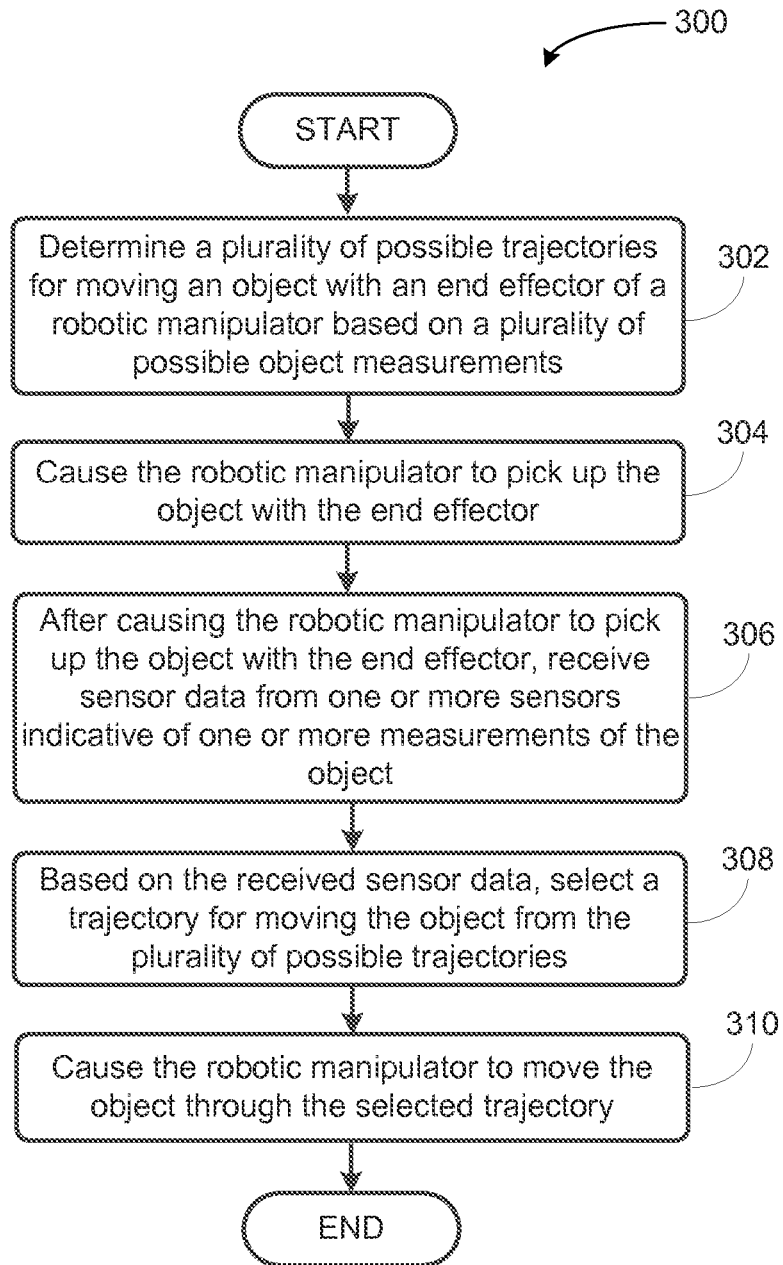 300
START
Determine a plurality of possible trajectories
for moving an object with an end effector of a
robotic manipulator based on a plurality of
possible object measurements
302
Cause the robotic manipulator to pick up the
object with the end effector
304
After causing the robotic manipulator to pick
up the object with the end effector, receive
sensor data from one or more sensors
indicative of one or more measurements of the
object
306
Based on the received sensor data, select a
trajectory for moving the object from the
plurality of possible trajectories
308
Cause the robotic manipulator to move the
object through the selected trajectory
310
END